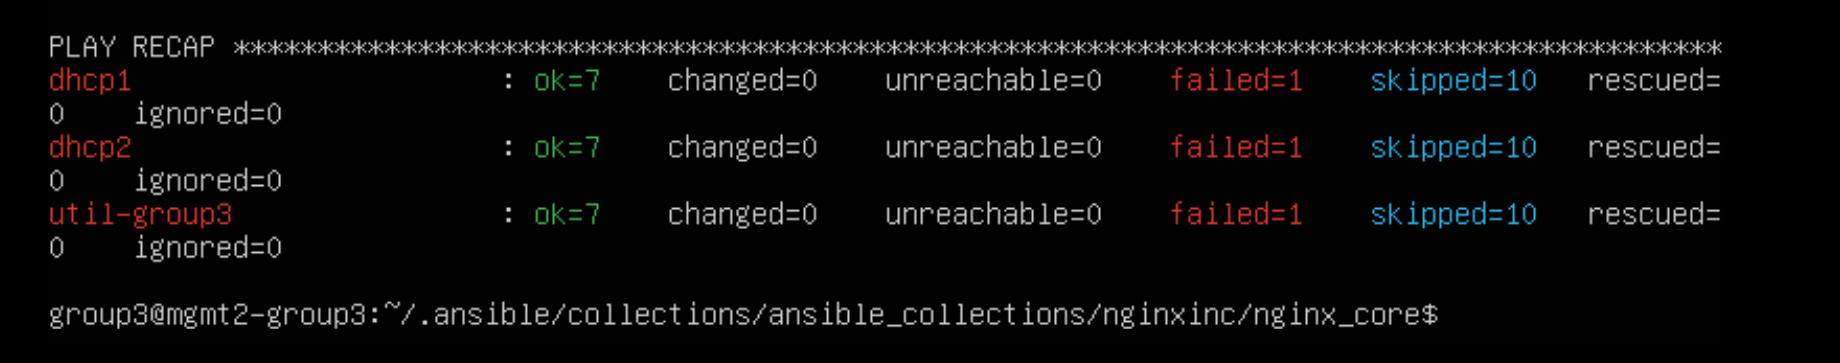 PLAY RECAP *****************************************************************************************
dhcp1 : ok=7 changed=0 unreachable=0 failed=1 skipped=10 rescued=
0 ignored=0
dhcp2 : ok=7 changed=0 unreachable=0 failed=1 skipped=10 rescued=
0 ignored=0
util-group3 : ok=7 changed=0 unreachable=0 failed=1 skipped=10 rescued=
0 ignored=0
group3@mgmt2-group3:~/.ansible/collections/ansible_collections/nginxinc/nginx_core$